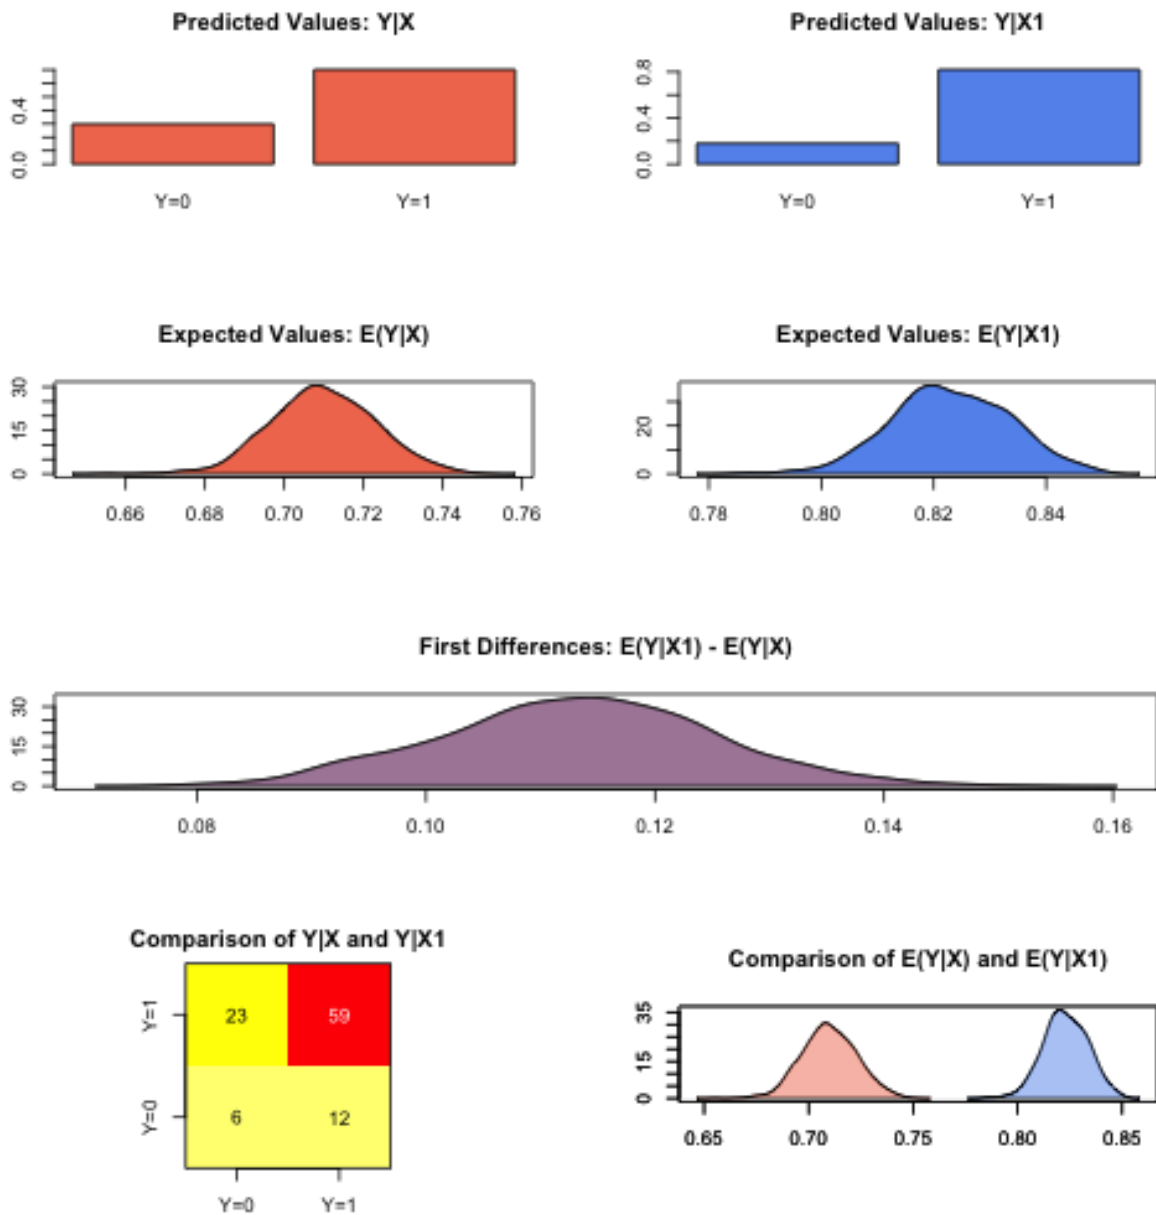 Predicted Values: Y|X
0.4
0.0
Y=0 Y=1
Predicted Values: Y|X1
0.8
0.4
0.0
Y=0 Y=1
Expected Values: E(Y|X)
30
15
0
0.66 0.68 0.70 0.72 0.74 0.76
Expected Values: E(Y|X1)
20
0
0.78 0.80 0.82 0.84
First Differences: E(Y|X1) - E(Y|X)
30
15
0
0.08 0.10 0.12 0.14 0.16
Comparison of Y|X and Y|X1
Y=1 23 59
Y=0 6 12
Y=0 Y=1
Comparison of E(Y|X) and E(Y|X1)
35
15
0
0.65 0.70 0.75 0.80 0.85